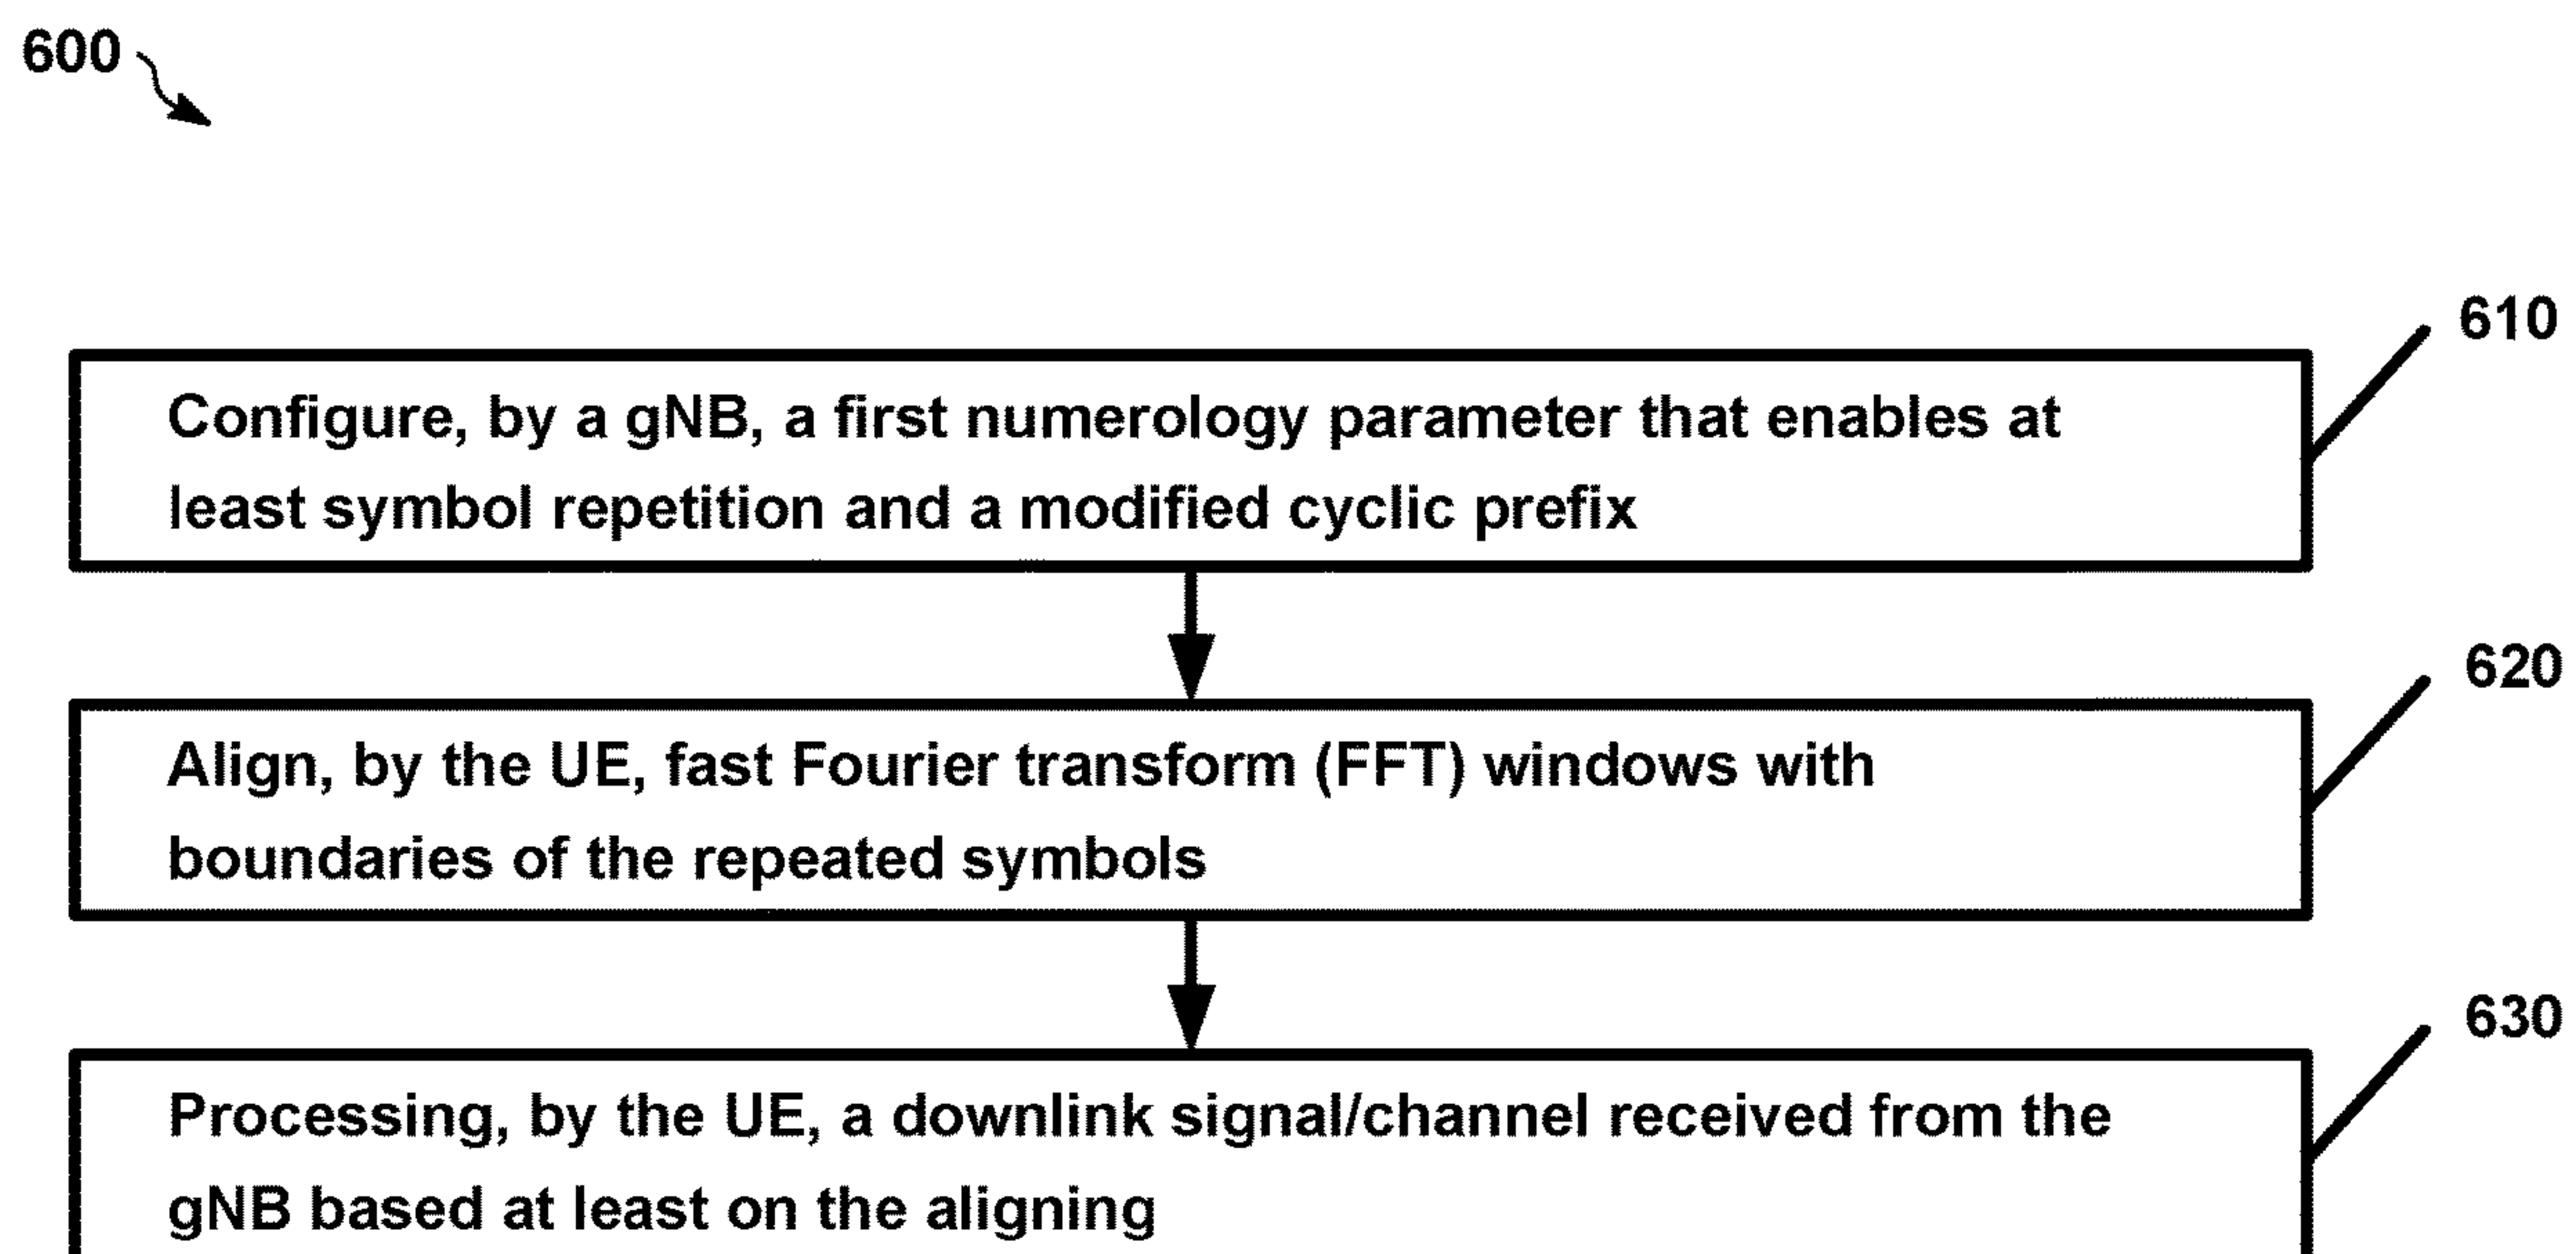 600
610
Configure, by a gNB, a first numerology parameter that enables at
least symbol repetition and a modified cyclic prefix
620
Align, by the UE, fast Fourier transform (FFT) windows with
boundaries of the repeated symbols
630
Processing, by the UE, a downlink signal/channel received from the
gNB based at least on the aligning